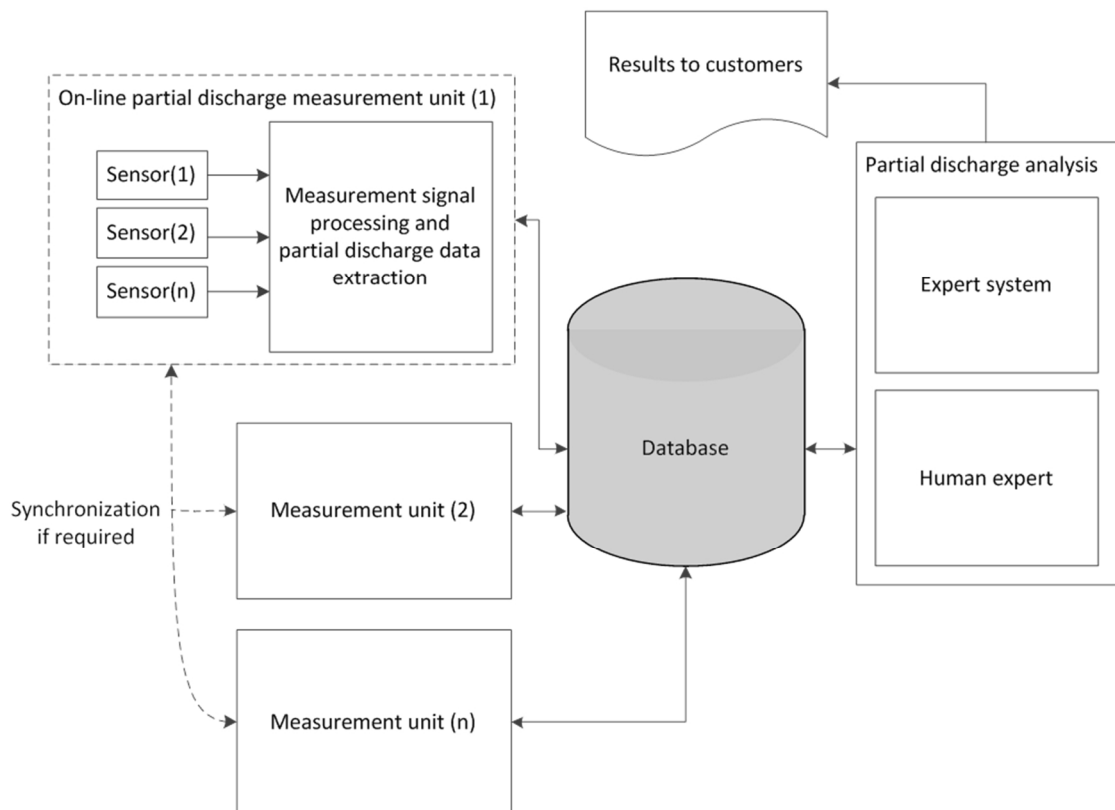 Results to customers
On-line partial discharge measurement unit (1)
Sensor(1)
Sensor(2)
Sensor(n)
Measurement signal
processing and
partial discharge data
extraction
Partial discharge analysis
Expert system
Human expert
Database
Synchronization
if required
Measurement unit (2)
Measurement unit (n)